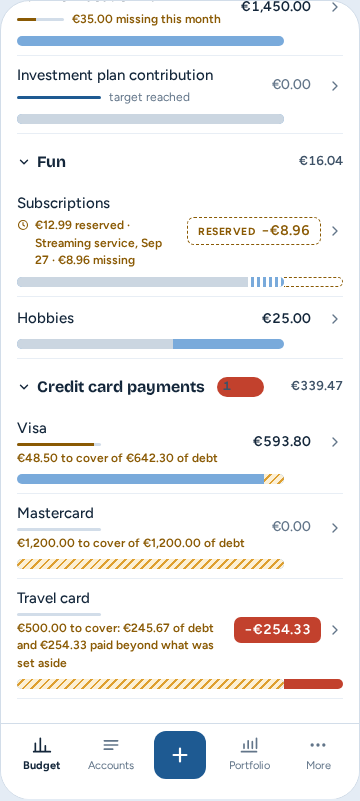 €1,450.00
€35.00 missing this month
Investment plan contribution
€0.00
target reached
Fun
€16.04
Subscriptions
€12.99 reserved ·
Streaming service, Sep
27 · €8.96 missing
RESERVED −€8.96
Hobbies
€25.00
Credit card payments
1
€339.47
Visa
€593.80
€48.50 to cover of €642.30 of debt
Mastercard
€0.00
€1,200.00 to cover of €1,200.00 of debt
Travel card
€500.00 to cover: €245.67 of debt
and €254.33 paid beyond what was
set aside
−€254.33
Budget
Accounts
Portfolio
More